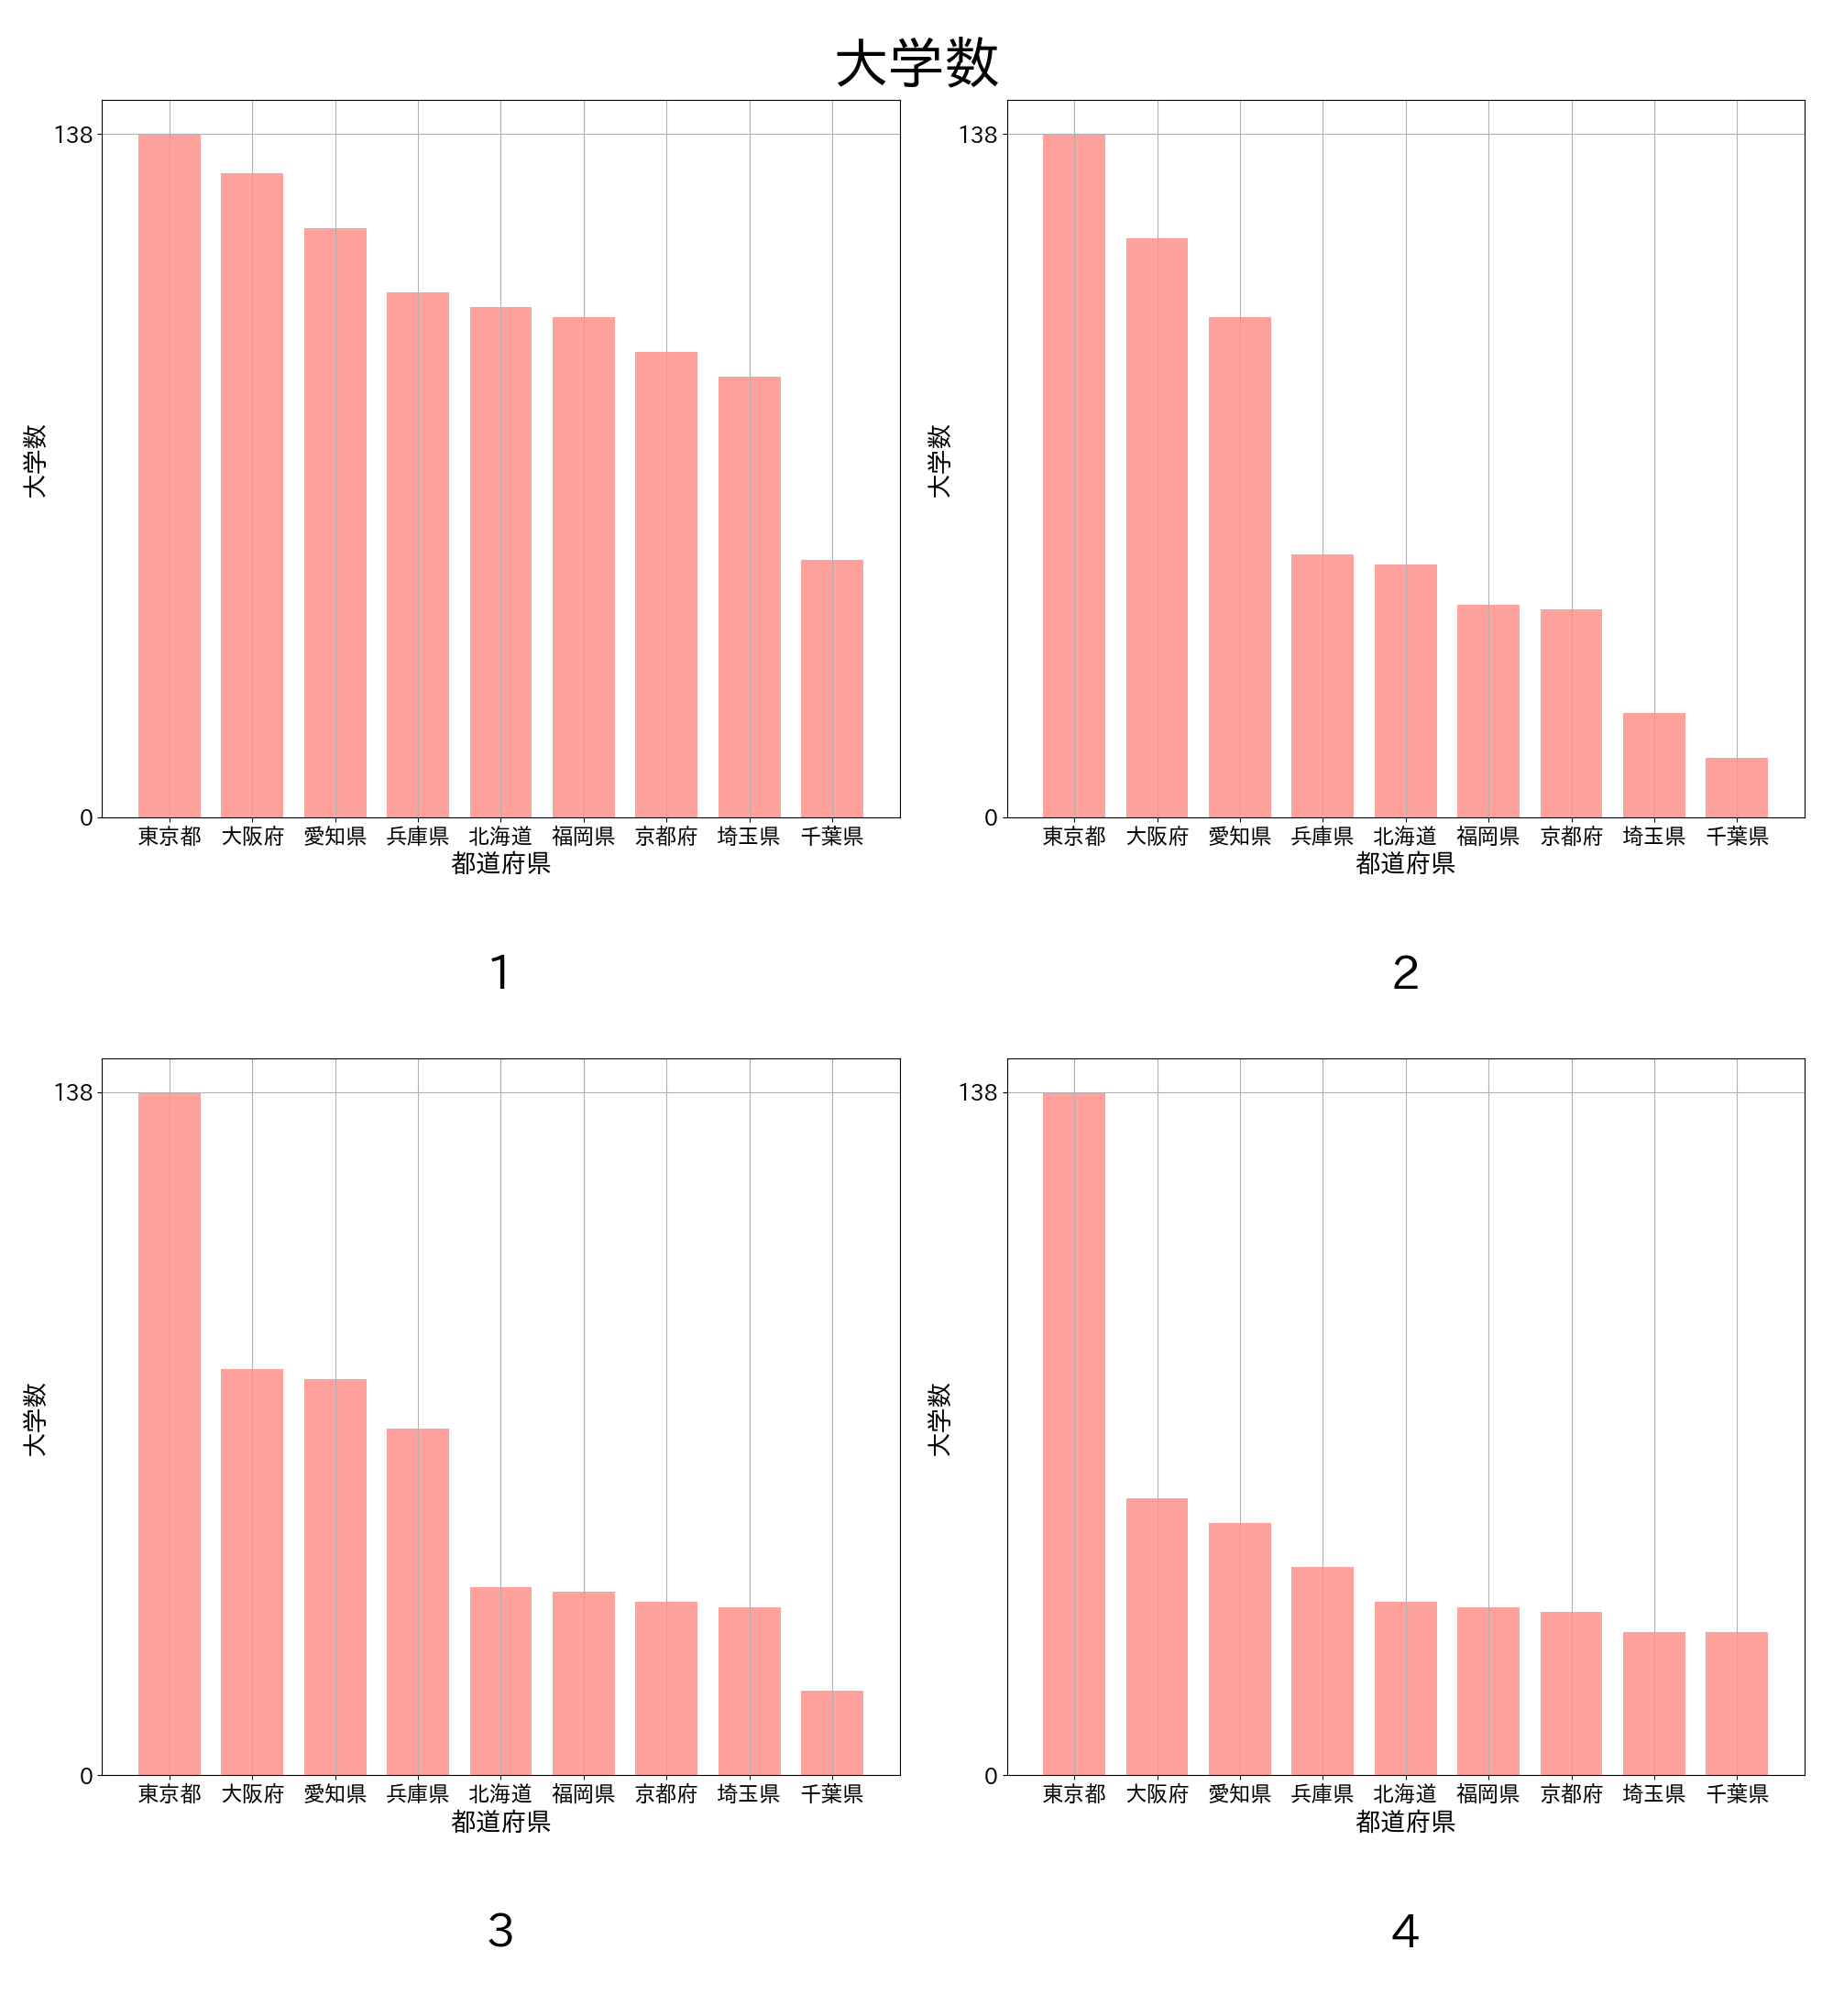 大学数
138
大学数
0
東京都 大阪府 愛知県 兵庫県 北海道 福岡県 京都府 埼玉県 千葉県
都道府県
1
138
大学数
0
東京都 大阪府 愛知県 兵庫県 北海道 福岡県 京都府 埼玉県 千葉県
都道府県
2
138
大学数
0
東京都 大阪府 愛知県 兵庫県 北海道 福岡県 京都府 埼玉県 千葉県
都道府県
3
138
大学数
0
東京都 大阪府 愛知県 兵庫県 北海道 福岡県 京都府 埼玉県 千葉県
都道府県
4